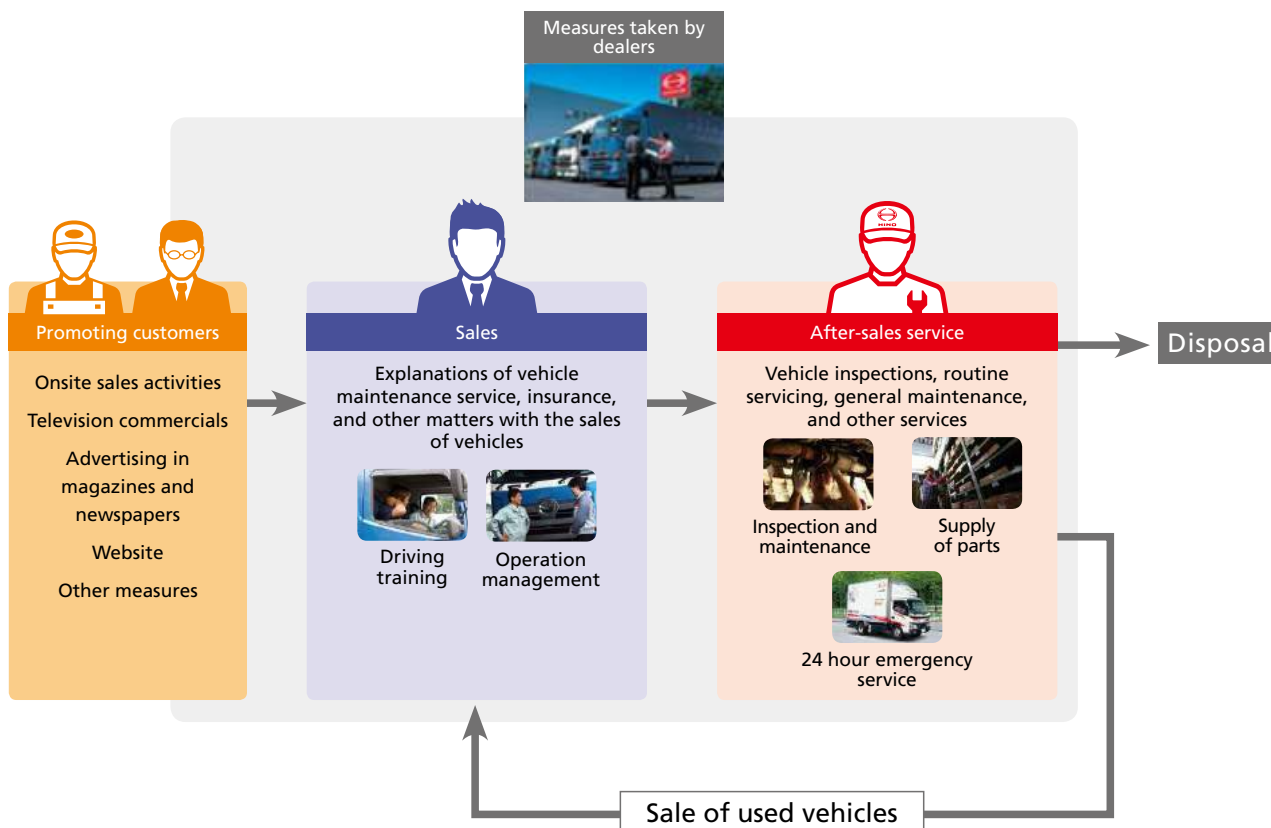 Measures taken by
dealers
HINO
Promoting customers
Onsite sales activities
Television commercials
Advertising in
magazines and
newspapers
Website
Other measures
Sales
Explanations of vehicle
maintenance service, insurance,
and other matters with the sales
of vehicles
Driving
training
Operation
management
After-sales service
Vehicle inspections, routine
servicing, general maintenance,
and other services
Inspection and
maintenance
Supply
of parts
24 hour emergency
service
Disposal
Sale of used vehicles